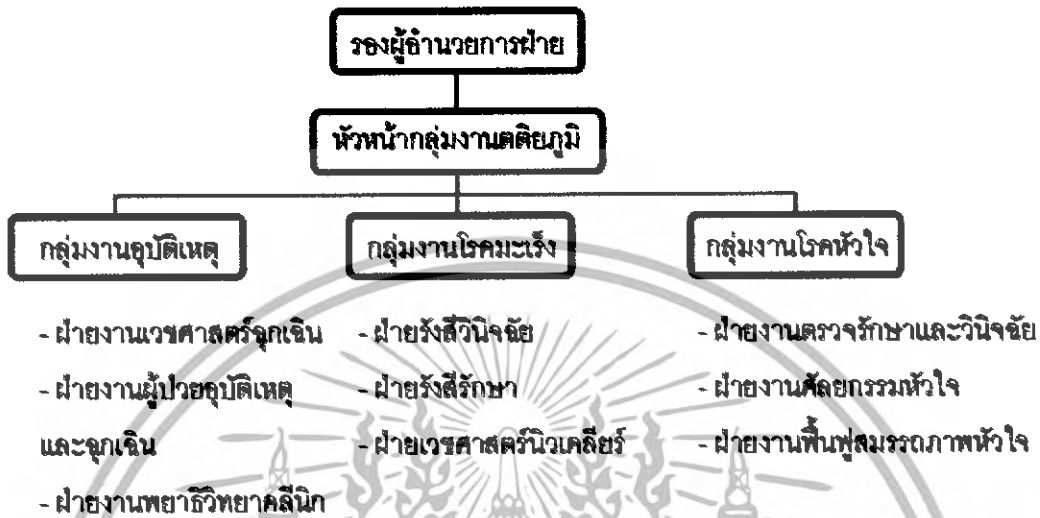 รองผู้อำนวยการฝ่าย
หัวหน้ากลุ่มงานตติยภูมิ
กลุ่มงานอุบัติเหตุ
กลุ่มงานโรคมะเร็ง
กลุ่มงานโรคหัวใจ
- ฝ่ายงานเวชศาสตร์ฉุกเฉิน
- ฝ่ายงานผู้ป่วยอุบัติเหตุ
และฉุกเฉิน
- ฝ่ายงานพยาธิวิทยาคลีนิก
- ฝ่ายรังสีวินิจฉัย
- ฝ่ายรังสีรักษา
- ฝ่ายเวชศาสตร์นิวเคลียร์
- ฝ่ายงานตรวจรักษาและวินิจฉัย
- ฝ่ายงานศัลยกรรมหัวใจ
- ฝ่ายงานฟื้นฟูสมรรถภาพหัวใจ